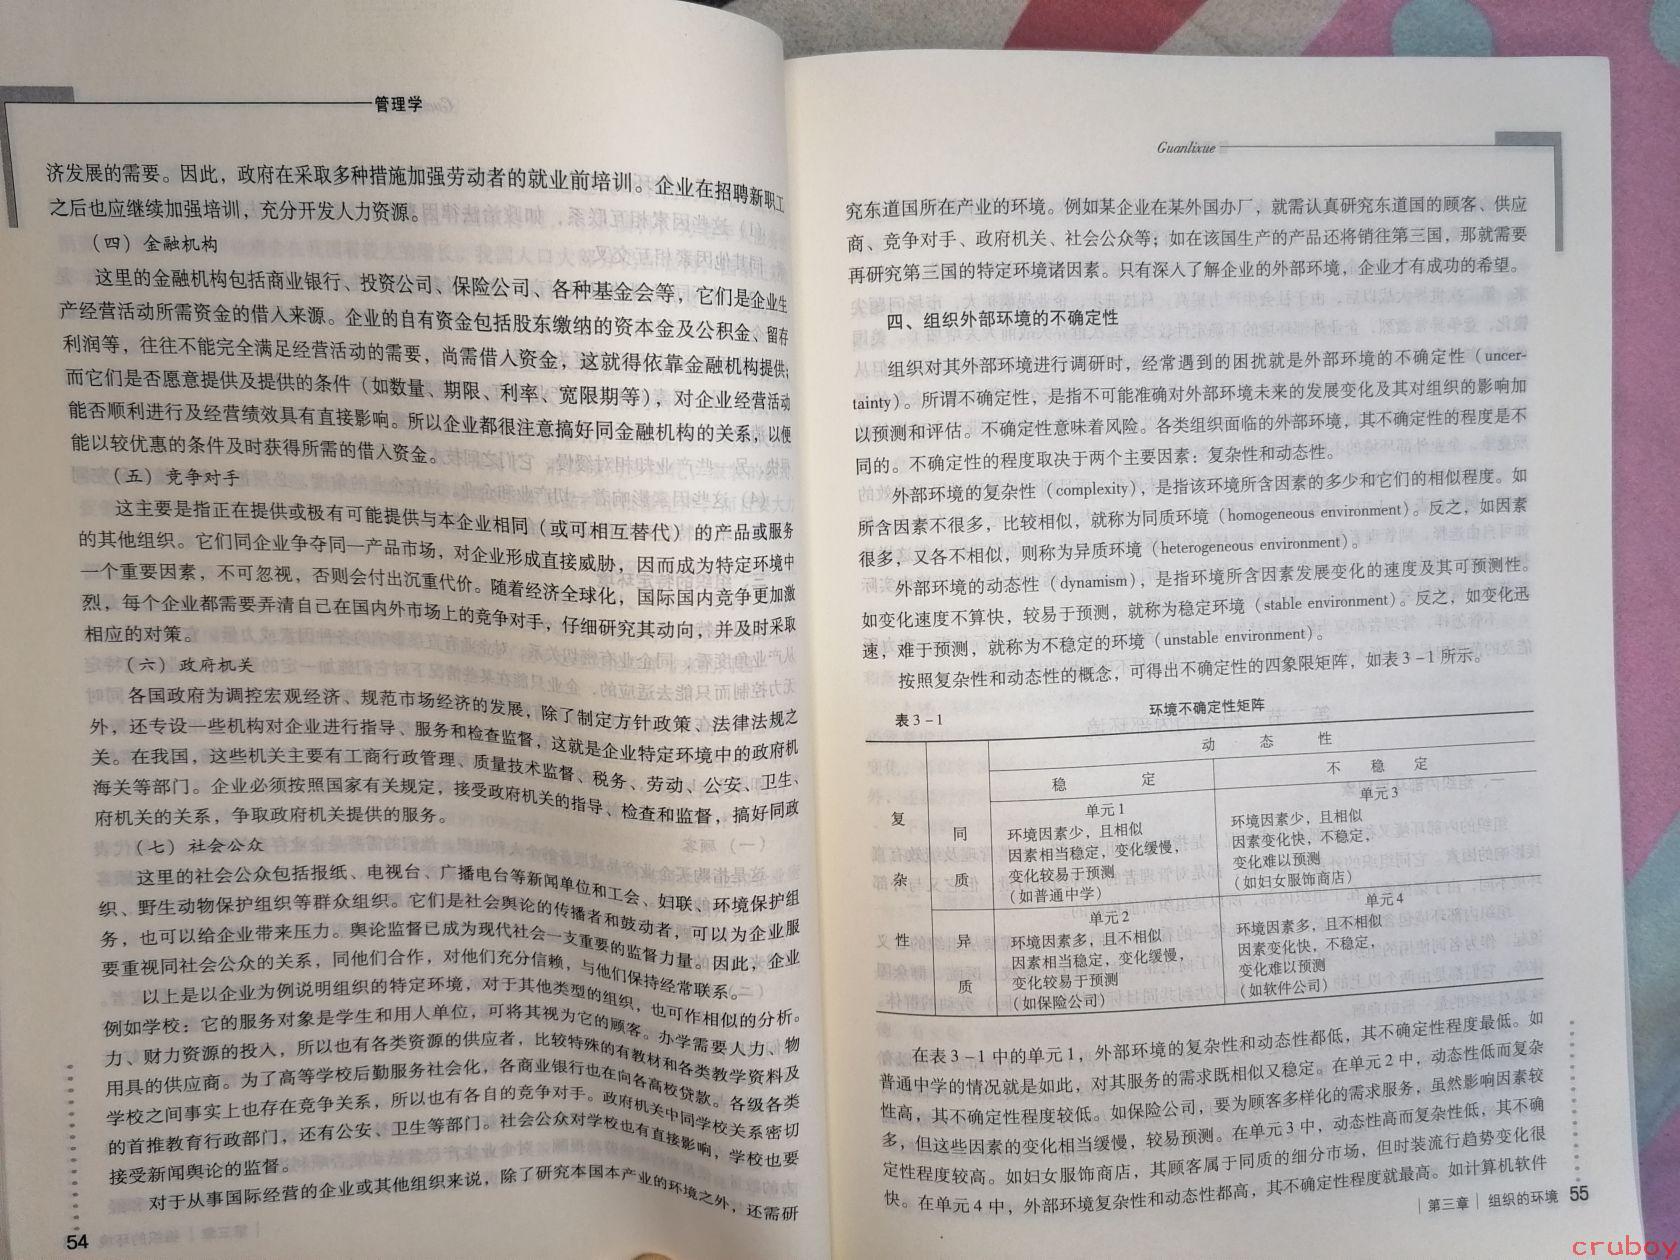 管理学
济发展的需要。因此，政府在采取多种措施加强劳动者的就业前培训。企业在招聘新职工
之后也应继续加强培训，充分开发人力资源。
（四）金融机构
这里的金融机构包括商业银行、投资公司、保险公司、各种基金会等，它们是企业生
产经营活动所需资金的借入来源。企业的自有资金包括股东缴纳的资本金及公积金、留存
利润等，往往不能完全满足经营活动的需要，尚需借入资金，这就得依靠金融机构提供；
而它们是否愿意提供及提供的条件（如数量、期限、利率、宽限期等），对企业经营活动
能否顺利进行及经营绩效具有直接影响。所以企业都很注意搞好同金融机构的关系，以便
能以较优惠的条件及时获得所需的借入资金。
（五）竞争对手
这主要是指正在提供或极有可能提供与本企业相同（或可相互替代）的产品或服务
的其他组织。它们同企业争夺同一产品市场，对企业形成直接威胁，因而成为特定环境中
一个重要因素，不可忽视，否则会付出沉重代价。随着经济全球化，国际国内竞争更加激
烈，每个企业都需要弄清自己在国内外市场上的竞争对手，仔细研究其动向，并及时采取
相应的对策。
（六）政府机关
各国政府为调控宏观经济、规范市场经济的发展，除了制定方针政策、法律法规之
外，还专设一些机构对企业进行指导、服务和检查监督，这就是企业特定环境中的政府机
关。在我国，这些机关主要有工商行政管理、质量技术监督、税务、劳动、公安、卫生、
海关等部门。企业必须按照国家有关规定，接受政府机关的指导、检查和监督，搞好同政
府机关的关系，争取政府机关提供的服务。
（七）社会公众
这里的社会公众包括报纸、电视台、广播电台等新闻单位和工会、妇联、环境保护组
织、野生动物保护组织等群众组织。它们是社会舆论的传播者和鼓动者，可以为企业服
务，也可以给企业带来压力。舆论监督已成为现代社会一支重要的监督力量。因此，企业
要重视同社会公众的关系，同他们合作，对他们充分信赖，与他们保持经常联系。
以上是以企业为例说明组织的特定环境，对于其他类型的组织，也可作相似的分析。
例如学校：它的服务对象是学生和用人单位，可将其视为它的顾客。办学需要人力、物
力、财力资源的投入，所以也有各类资源的供应者，比较特殊的有教材和各类教学资料及
用具的供应商。为了高等学校后勤服务社会化，各商业银行也在向各高校贷款。各级各类
学校之间事实上也存在竞争关系，所以也有各自的竞争对手。政府机关中同学校关系密切
的首推教育行政部门，还有公安、卫生等部门。社会公众对学校也有直接影响，学校也要
接受新闻舆论的监督。
对于从事国际经营的企业或其他组织来说，除了研究本国本产业的环境之外，还需研
54
Guanlixue
究东道国所在产业的环境。例如某企业在某外国办厂，就需认真研究东道国的顾客、供应
商、竞争对手、政府机关、社会公众等；如在该国生产的产品还将销往第三国，那就需要
再研究第三国的特定环境诸因素。只有深入了解企业的外部环境，企业才有成功的希望。
四、组织外部环境的不确定性
组织对其外部环境进行调研时，经常遇到的困扰就是外部环境的不确定性（uncer-
tainty）。所谓不确定性，是指不可能准确对外部环境未来的发展变化及其对组织的影响加
以预测和评估。不确定性意味着风险。各类组织面临的外部环境，其不确定性的程度是不
同的。不确定性的程度取决于两个主要因素：复杂性和动态性。
外部环境的复杂性（complexity），是指该环境所含因素的多少和它们的相似程度。如
所含因素不很多，比较相似，就称为同质环境（homogeneous environment）。反之，如因素
很多，又各不相似，则称为异质环境（heterogeneous environment）。
外部环境的动态性（dynamism），是指环境所含因素发展变化的速度及其可预测性。
如变化速度不算快，较易于预测，就称为稳定环境（stable environment）。反之，如变化迅
速，难于预测，就称为不稳定的环境（unstable environment）。
按照复杂性和动态性的概念，可得出不确定性的四象限矩阵，如表3-1所示。
表3-1 环境不确定性矩阵
动 态 性
稳 定 不 稳 定
复 杂 性
同 质
单元1
环境因素少，且相似
因素相当稳定，变化缓慢，
变化较易于预测
（如普通中学）
单元3
环境因素少，且相似
因素变化快，不稳定，
变化难以预测
（如妇女服饰商店）
异 质
单元2
环境因素多，且不相似
因素相当稳定，变化缓慢，
变化较易于预测
（如保险公司）
单元4
环境因素多，且不相似
因素变化快，不稳定，
变化难以预测
（如软件公司）
在表3-1中的单元1，外部环境的复杂性和动态性都低，其不确定性程度最低。如
普通中学的情况就是如此，对其服务的需求既相似又稳定。在单元2中，动态性低而复杂
性高，其不确定性程度较低。如保险公司，要为顾客多样化的需求服务，虽然影响因素较
多，但这些因素的变化相当缓慢，较易预测。在单元3中，动态性高而复杂性低，其不确
定性程度较高。如妇女服饰商店，其顾客属于同质的细分市场，但时装流行趋势变化很
快。在单元4中，外部环境复杂性和动态性都高，其不确定性程度就最高。如计算机软件
第三章 组织的环境 55
cruboy